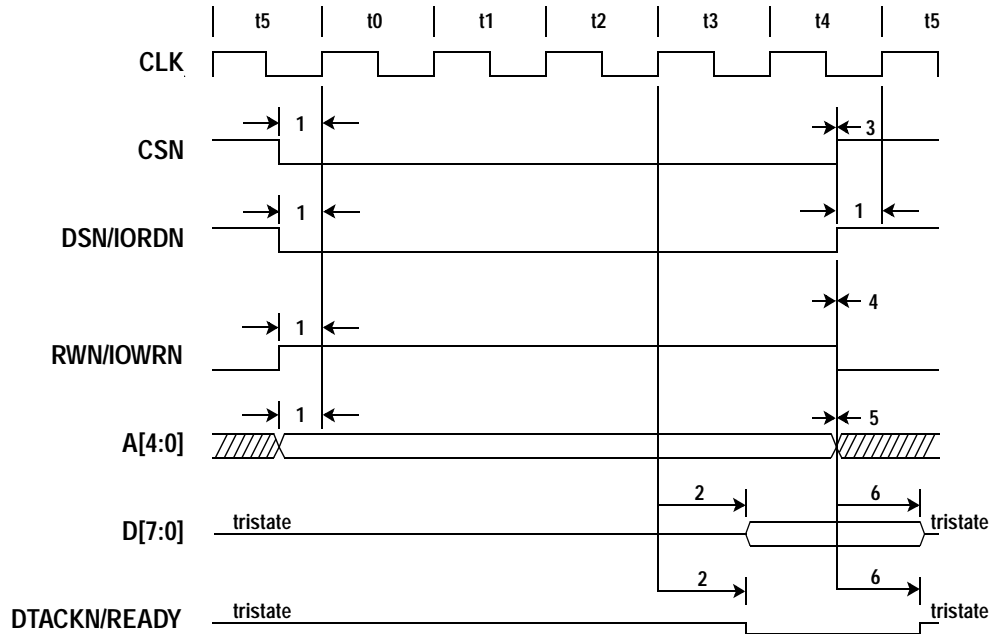 t5 t0 t1 t2 t3 t4 t5
CLK
1 3
CSN
1 1
DSN/IORDN
4
1
RWN/IOWRN
1 5
A[4:0]
2 6
tristate tristate
D[7:0]
2 6
tristate tristate
DTACKN/READY